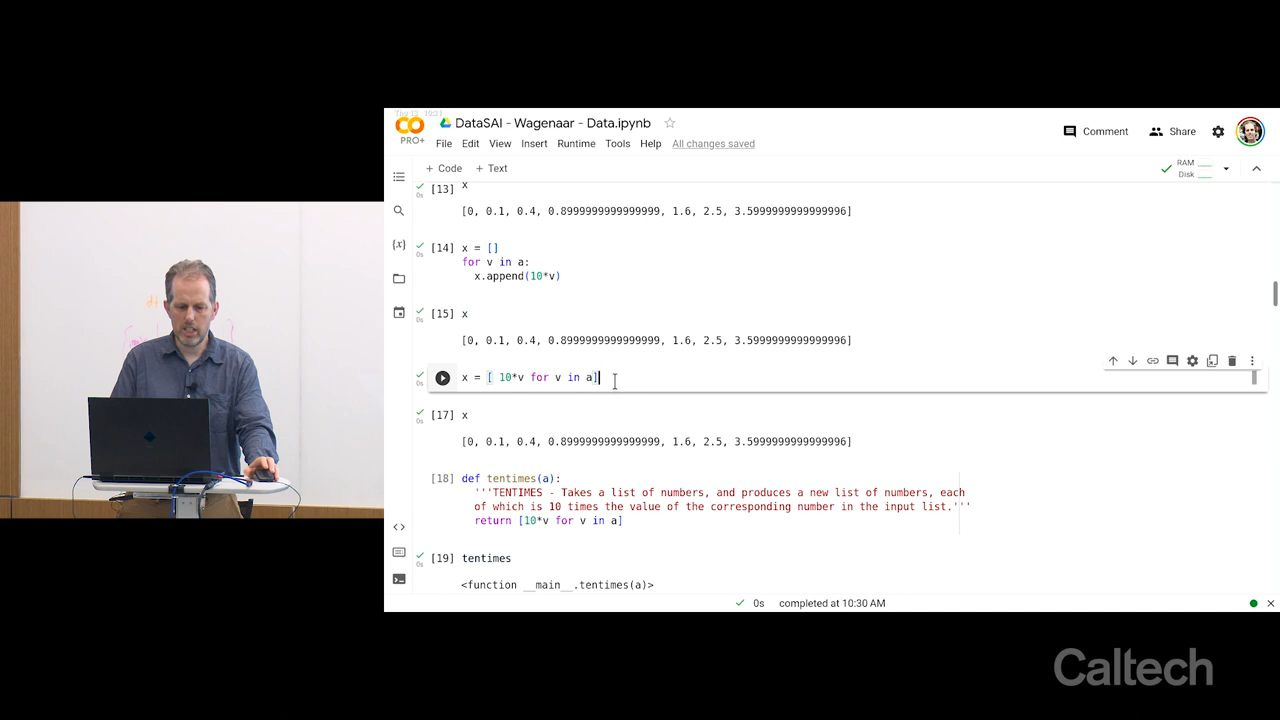 DataSAI - Wagenaar - Data.ipynb
PRO+
File Edit View Insert Runtime Tools Help All changes saved
Comment Share
+ Code + Text
RAM
Disk
[13] x
0s
[0, 0.1, 0.4, 0.8999999999999999, 1.6, 2.5, 3.5999999999999996]
[14] x = []
0s
for v in a:
x.append(10*v)
[15] x
0s
[0, 0.1, 0.4, 0.8999999999999999, 1.6, 2.5, 3.5999999999999996]
x = [ 10*v for v in a]
0s
[17] x
0s
[0, 0.1, 0.4, 0.8999999999999999, 1.6, 2.5, 3.5999999999999996]
[18] def tentimes(a):
'''TENTIMES - Takes a list of numbers, and produces a new list of numbers, each
of which is 10 times the value of the corresponding number in the input list.'''
return [10*v for v in a]
[19] tentimes
0s
<function __main__.tentimes(a)>
0s completed at 10:30 AM
Caltech